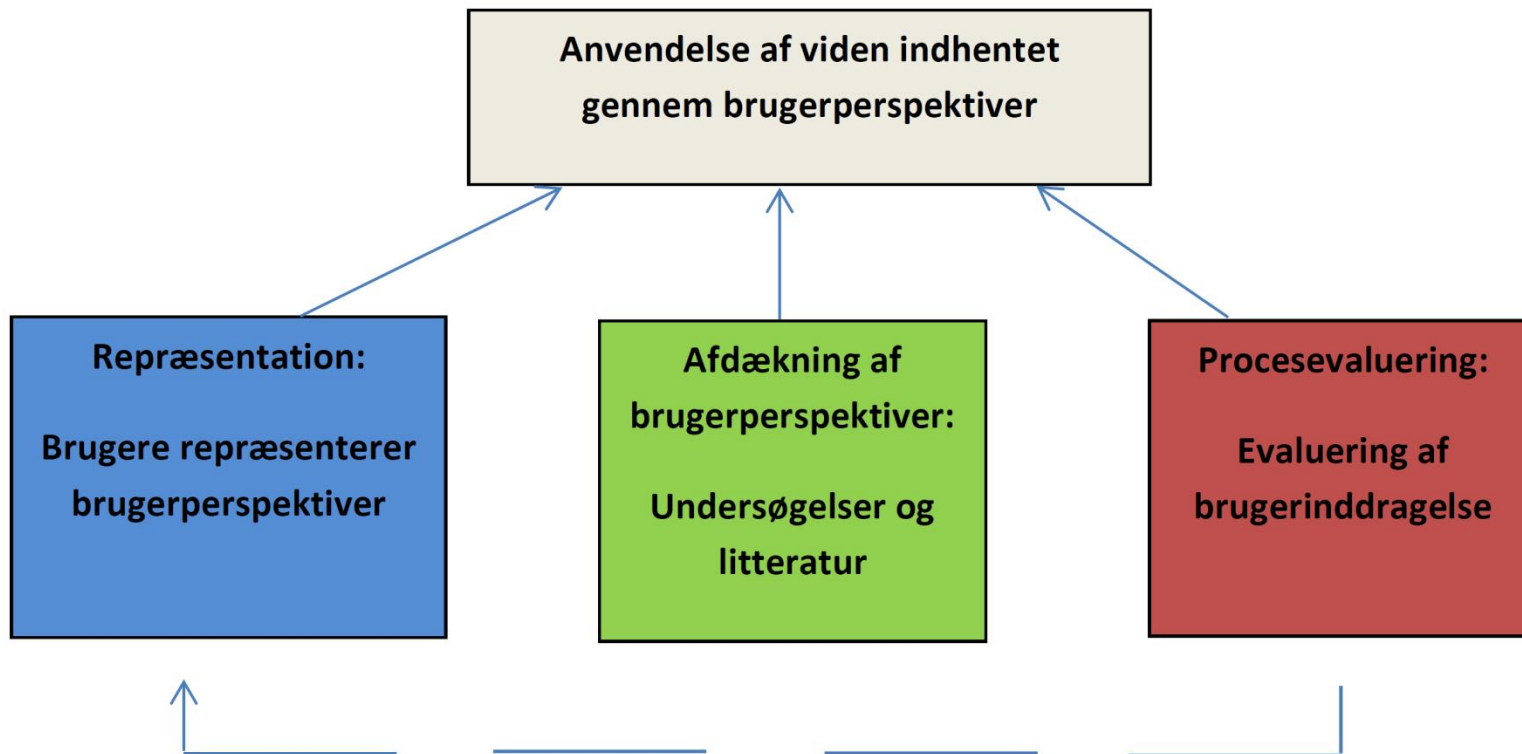 Anvendelse af viden indhentet
gennem brugerperspektiver
Repræsentation:
Brugere repræsenterer
brugerperspektiver
Afdækning af
brugerperspektiver:
Undersøgelser og
litteratur
Procesevaluering:
Evaluering af
brugerinddragelse